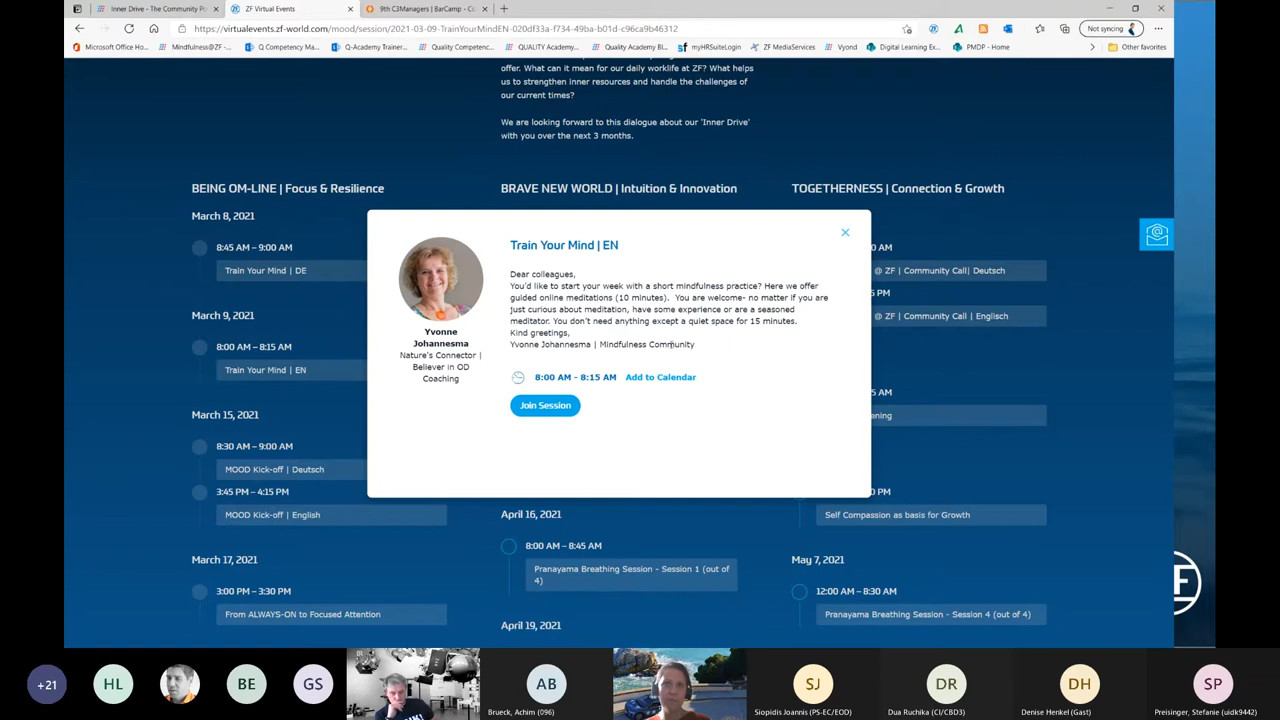 Inner Drive - The Community Po
ZF Virtual Events
9th C3Managers | BarCamp - Co
https://virtualevents.zf-world.com/mood/session/2021-03-09-TrainYourMindEN-020df33a-f734-49ba-b01d-c96ca9b46312
Not syncing
Microsoft Office Ho...
Mindfulness@ZF - ...
Q Competency Ma...
Q-Academy Trainer...
QUALITY Academy...
Quality Competenc...
Quality Academy Bl...
myHRSuiteLogin
ZF MediaServices
Vyond
Digital Learning Ex...
PMDP - Home
Other favorites
offer. What can it mean for our daily worklife at ZF? What helps
us to strengthen inner resources and handle the challenges of
our current times?
We are looking forward to this dialogue about our 'Inner Drive'
with you over the next 3 months.
BEING OM-LINE | Focus & Resilience
BRAVE NEW WORLD | Intuition & Innovation
TOGETHERNESS | Connection & Growth
March 8, 2021
8:45 AM – 9:00 AM
Train Your Mind | DE
March 9, 2021
8:00 AM – 8:15 AM
Train Your Mind | EN
March 15, 2021
8:30 AM – 9:00 AM
MOOD Kick-off | Deutsch
3:45 PM – 4:15 PM
MOOD Kick-off | English
March 17, 2021
3:00 PM – 3:30 PM
From ALWAYS-ON to Focused Attention
Train Your Mind | EN
Dear colleagues,
You'd like to start your week with a short mindfulness practice? Here we offer
guided online meditations (10 minutes). You are welcome- no matter if you are
just curious about meditation, have some experience or are a seasoned
meditator. You don't need anything except a quiet space for 15 minutes.
Kind greetings,
Yvonne Johannesma | Mindfulness Community
8:00 AM - 8:15 AM Add to Calendar
Join Session
Yvonne
Johannesma
Nature's Connector |
Believer in OD
Coaching
April 16, 2021
8:00 AM – 8:45 AM
Pranayama Breathing Session - Session 1 (out of
4)
April 19, 2021
AM
@ ZF | Community Call| Deutsch
PM
@ ZF | Community Call | Englisch
AM
ening
PM
Self Compassion as basis for Growth
May 7, 2021
12:00 AM – 8:30 AM
Pranayama Breathing Session - Session 4 (out of 4)
+21
HL
BE
GS
AB
Brueck, Achim (096)
SJ
Siopidis Joannis (PS-EC/EOD)
DR
Dua Ruchika (CI/CBD3)
DH
Denise Henkel (Gast)
SP
Preisinger, Stefanie (uidk9442)